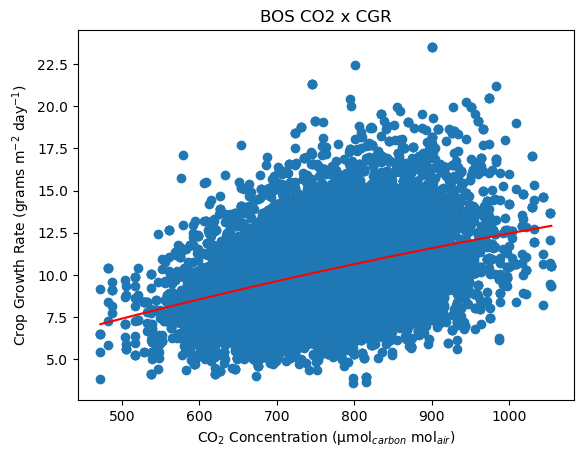 BOS CO2 x CGR
Crop Growth Rate (grams m⁻² day⁻¹)
22.5
20.0
17.5
15.0
12.5
10.0
7.5
5.0
500 600 700 800 900 1000
CO₂ Concentration (μmol_carbon mol_air)